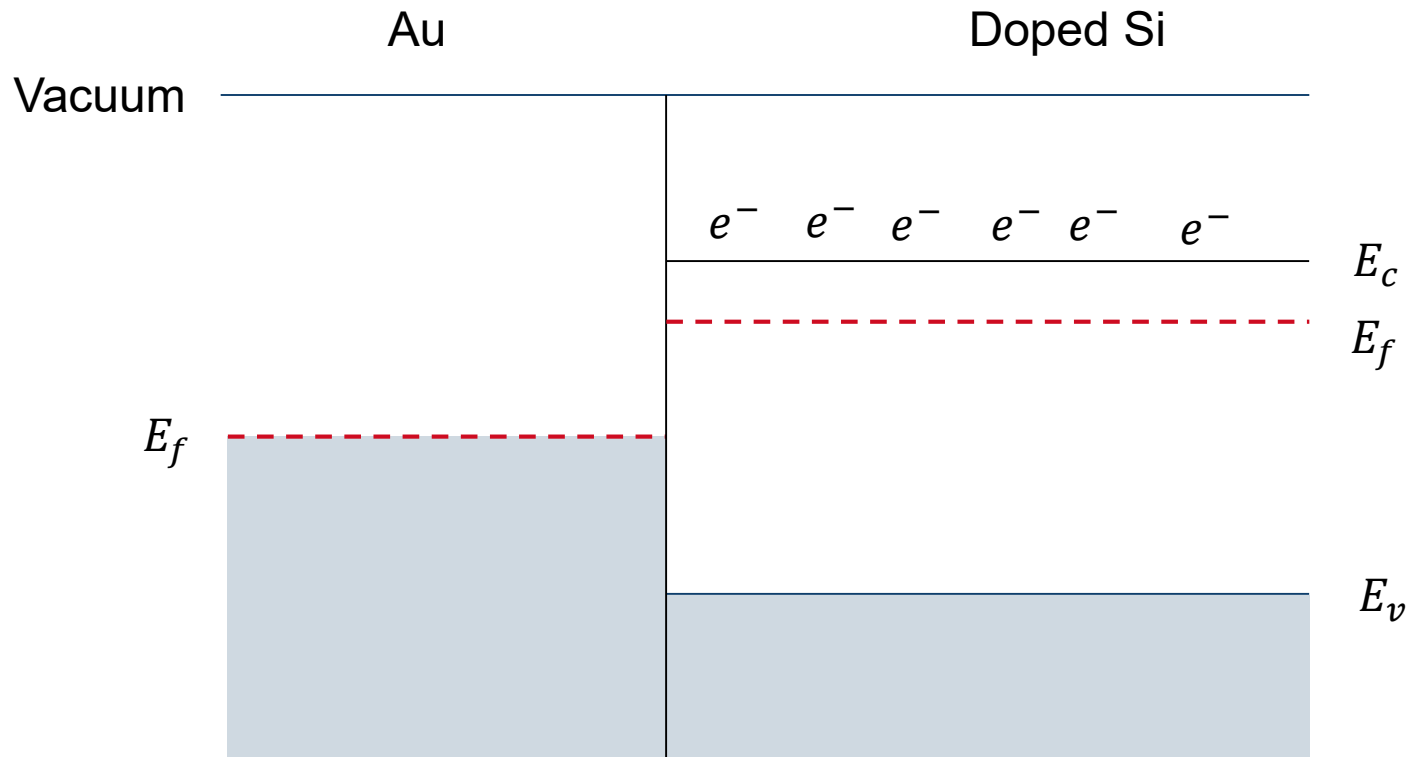 Au Doped Si
Vacuum
e⁻ e⁻ e⁻ e⁻ e⁻ e⁻
E_c
E_f
E_f
E_v